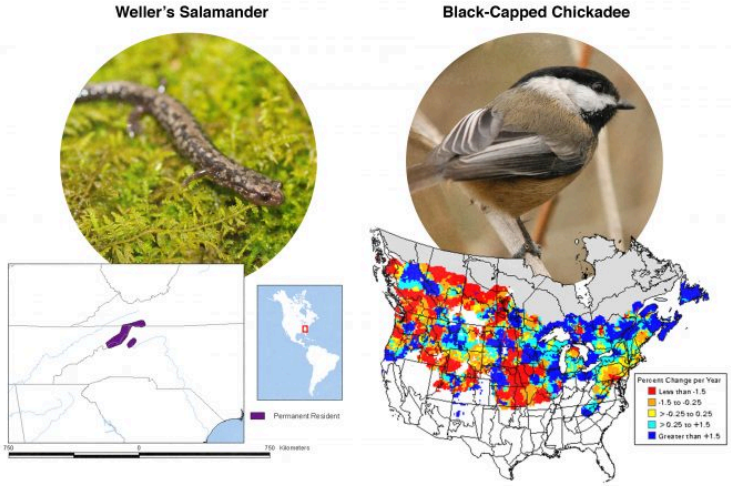 Weller's Salamander
Black-Capped Chickadee
Permanent Resident
750 0 750 Kilometers
Percent Change per Year
Less than -1.5
-1.5 to -0.25
> -0.25 to 0.25
> 0.25 to +1.5
Greater than +1.5